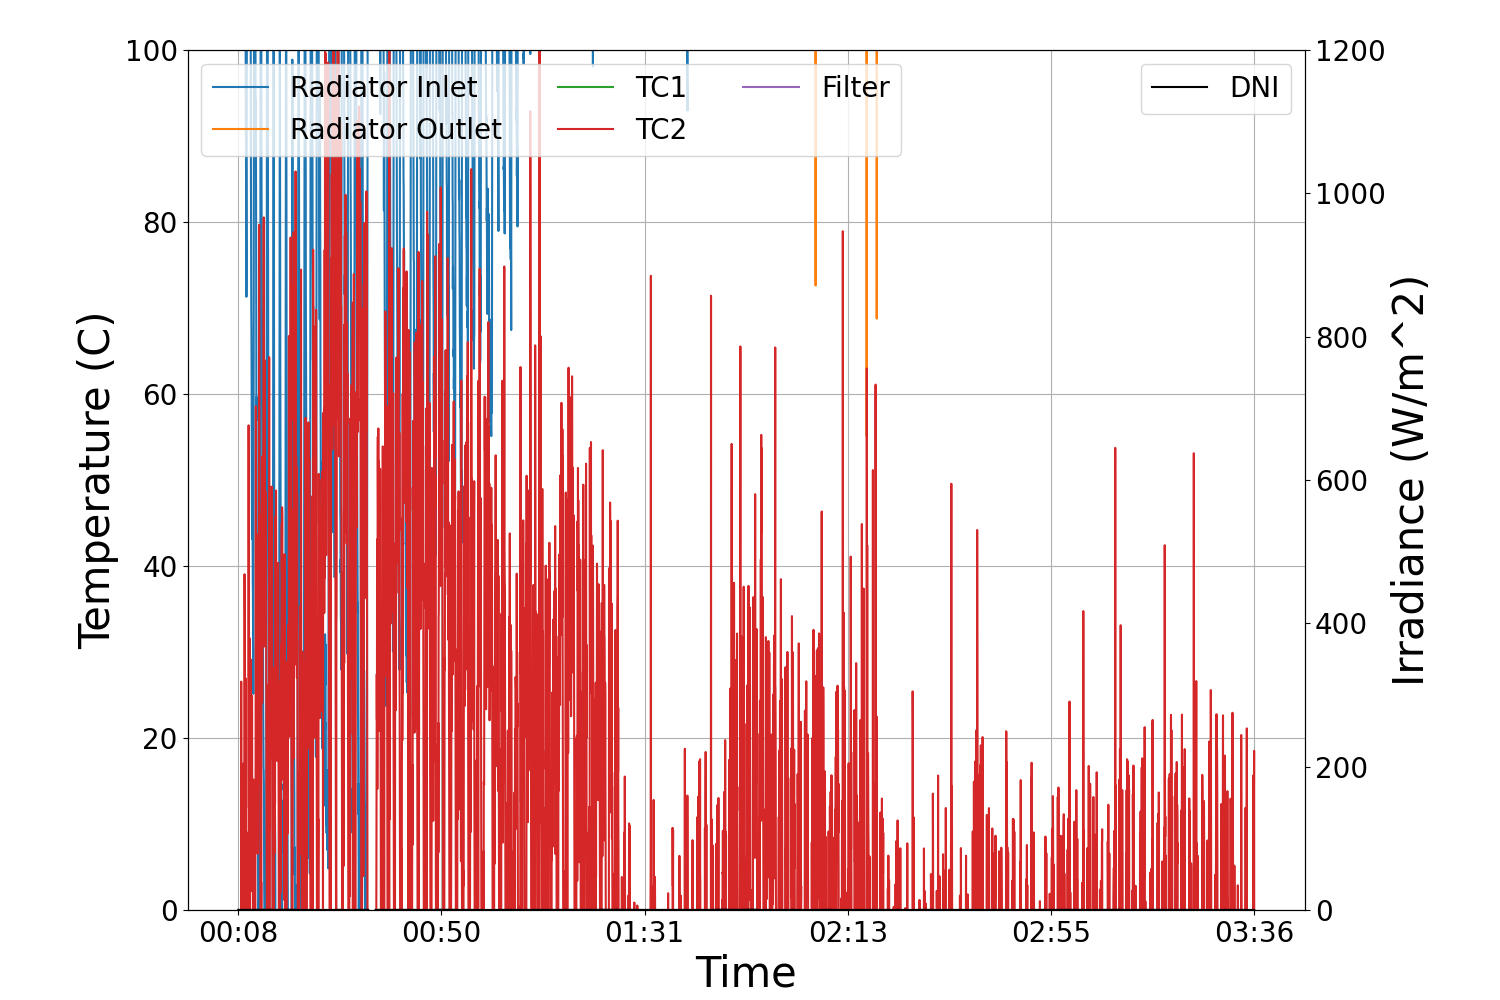 100
80
60
40
20
0
Temperature (C)
Radiator Inlet
Radiator Outlet
TC1
TC2
Filter
DNI
1200
1000
800
600
400
200
0
Irradiance (W/m^2)
00:08
00:50
01:31
02:13
02:55
03:36
Time